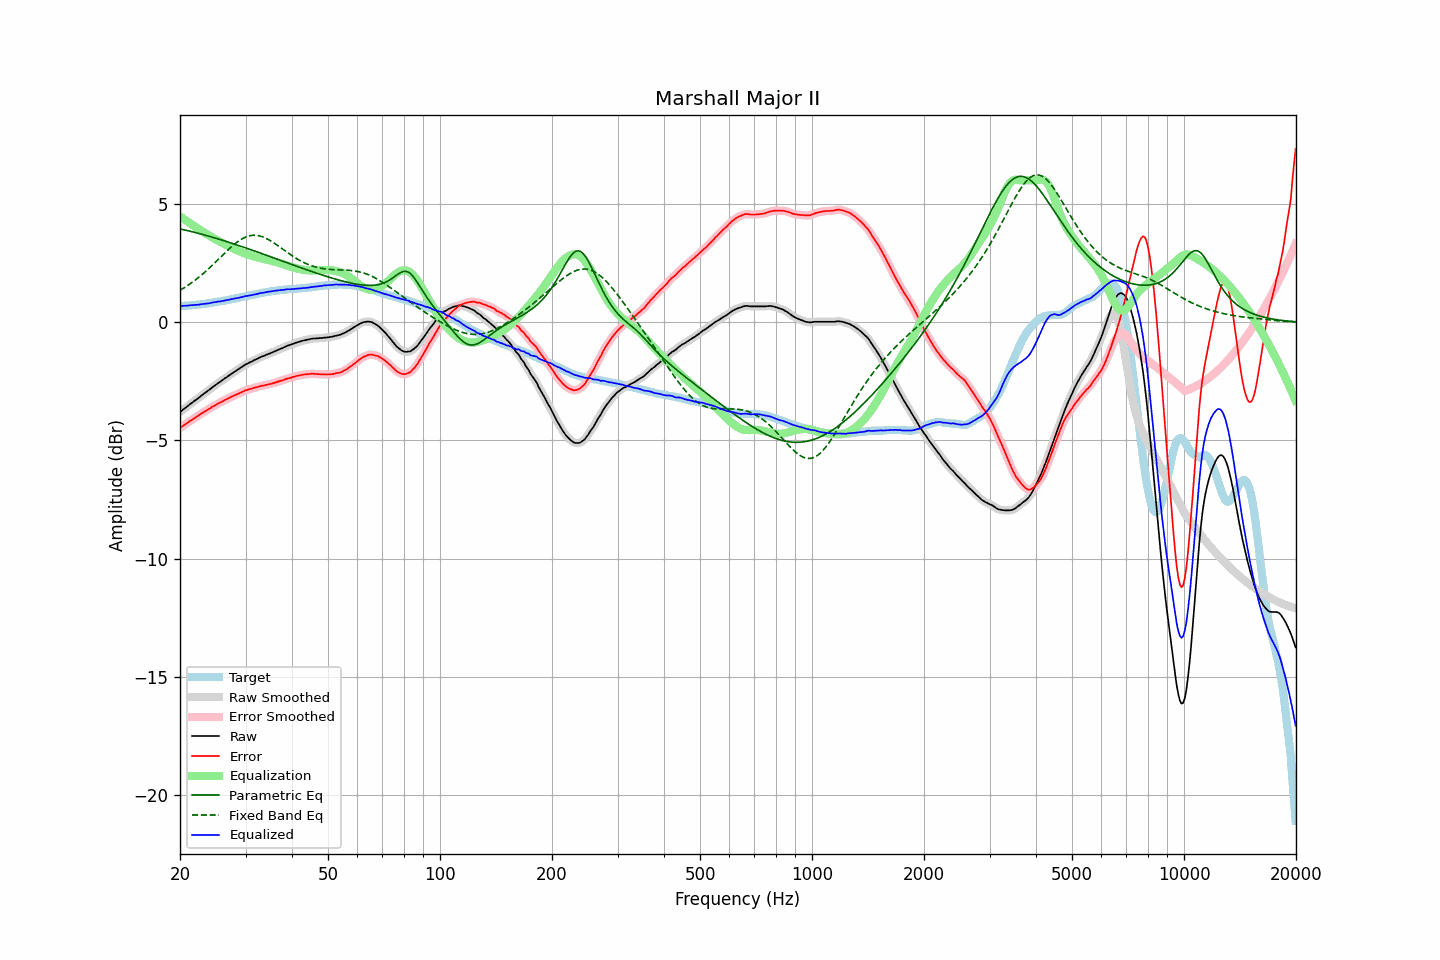 Marshall Major II
Amplitude (dBr)
5
0
−5
−10
−15
−20
Target
Raw Smoothed
Error Smoothed
Raw
Error
Equalization
Parametric Eq
Fixed Band Eq
Equalized
20 50 100 200 500 1000 2000 5000 10000 20000
Frequency (Hz)